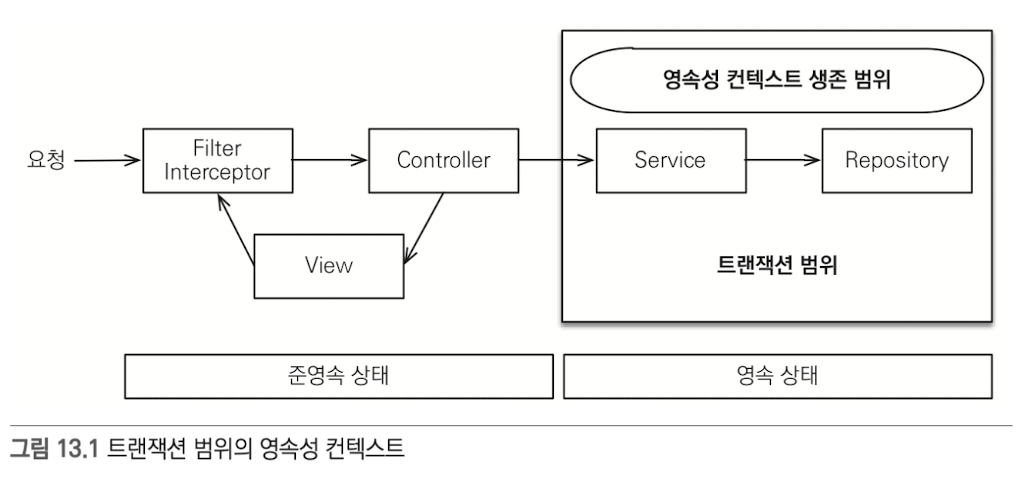 영속성 컨텍스트 생존 범위
요청
Filter
Interceptor
Controller
Service
Repository
View
트랜잭션 범위
준영속 상태
영속 상태
그림 13.1 트랜잭션 범위의 영속성 컨텍스트